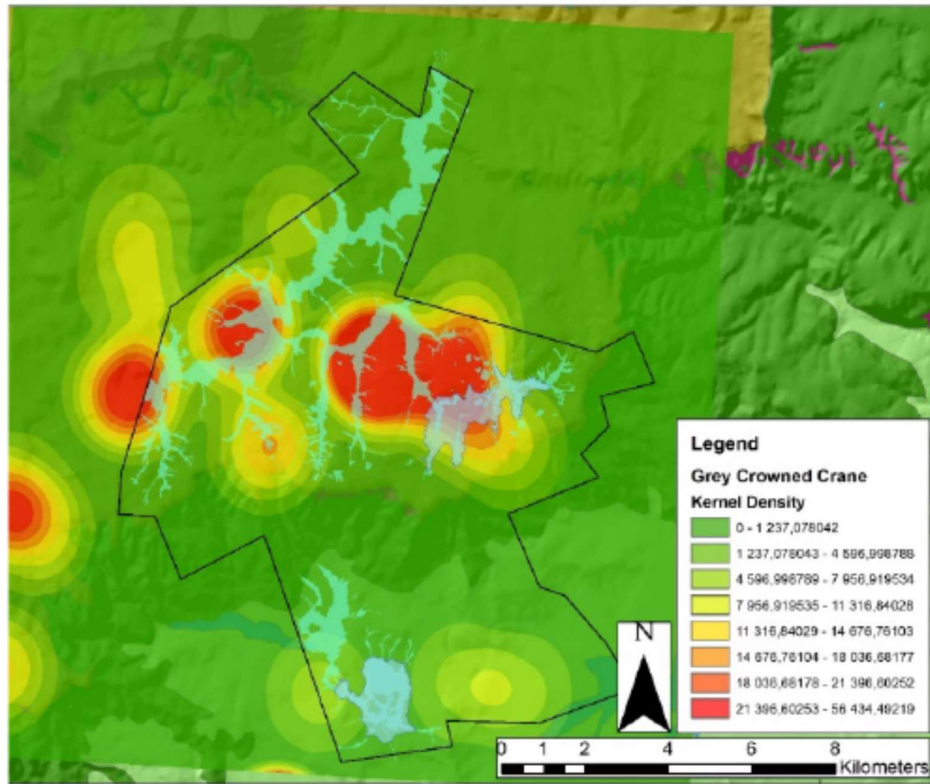 Legend
Grey Crowned Crane
Kernel Density
0 - 1 237,078042
1 237,078043 - 4 596,998788
4 596,998789 - 7 956,919534
7 956,919535 - 11 316,84028
11 316,84029 - 14 676,76103
14 676,76104 - 18 036,68177
18 036,68178 - 21 396,60252
21 396,60253 - 56 434,49219
N
0 1 2 4 6 8
Kilometers